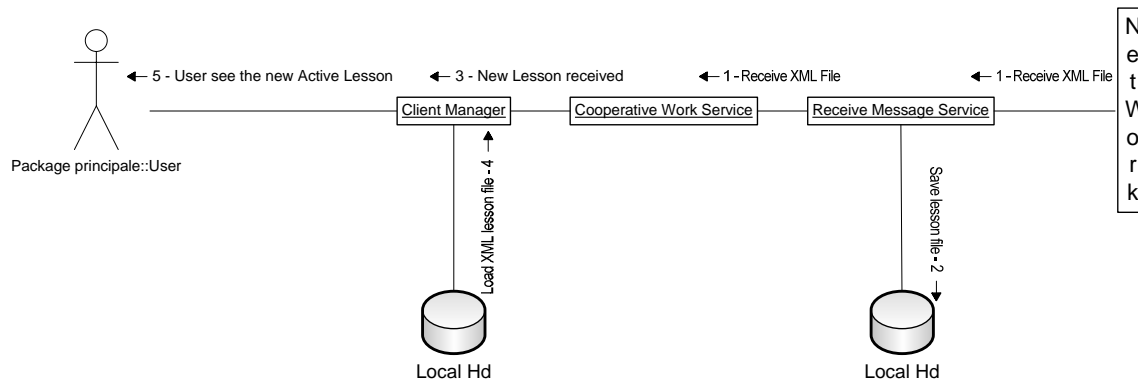 5 - User see the new Active Lesson
3 - New Lesson received
1 - Receive XML File
1 - Receive XML File
Client Manager
Cooperative Work Service
Receive Message Service
NetWork
Package principale::User
Load XML lesson file - 4
Save lesson file - 2
Local Hd
Local Hd